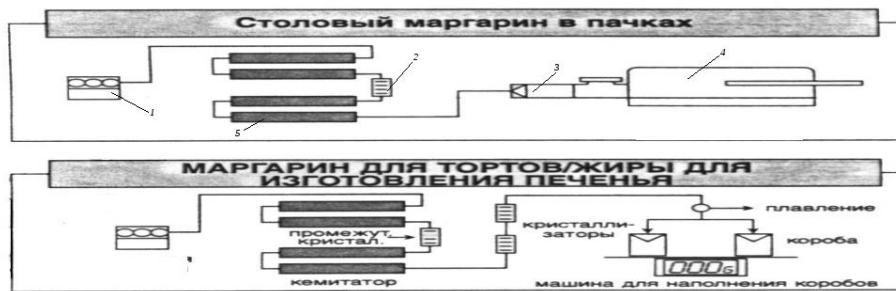 Столовый маргарин в пачках
1
2
3
4
5
МАРГАРИН ДЛЯ ТОРТОВ/ЖИРЫ ДЛЯ
ИЗГОТОВЛЕНИЯ ПЕЧЕНЬЯ
промежут.
кристал.
кемитатор
кристалли-
заторы
плавление
короба
000G
машина для наполнения коробов